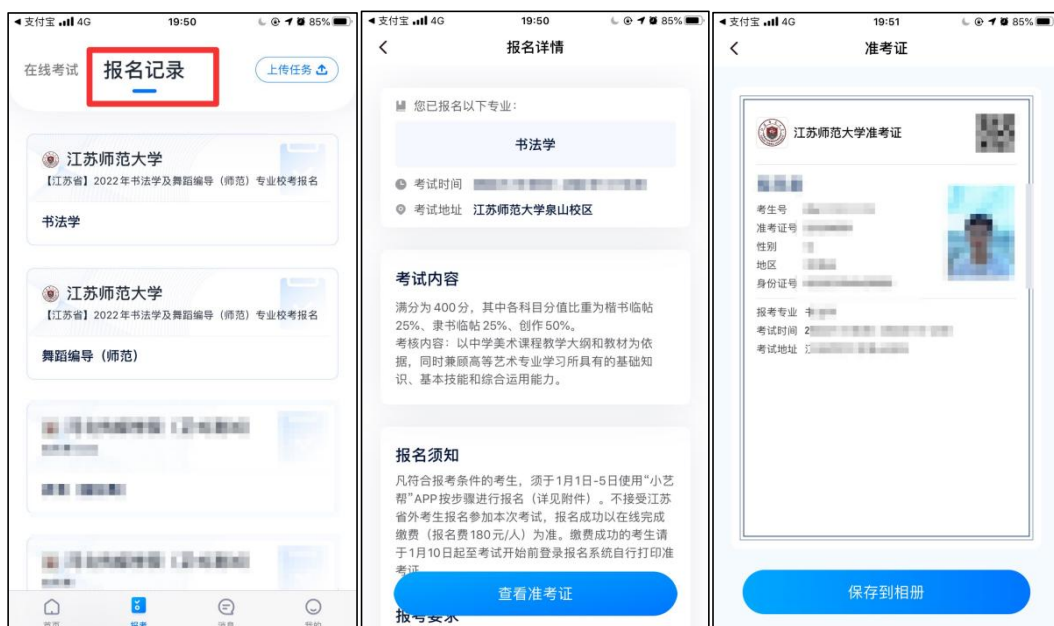 支付宝 4G 19:50 85%
在线考试 报名记录 上传任务
江苏师范大学
【江苏省】2022年书法学及舞蹈编导（师范）专业校考报名
书法学
江苏师范大学
【江苏省】2022年书法学及舞蹈编导（师范）专业校考报名
舞蹈编导（师范）
首页 报考 消息 我的
支付宝 4G 19:50 85%
报名详情
您已报名以下专业：
书法学
考试时间
考试地址 江苏师范大学泉山校区
考试内容
满分为400分，其中各科目分值比重为楷书临帖
25%、隶书临帖25%、创作50%。
考核内容：以中学美术课程教学大纲和教材为依
据，同时兼顾高等艺术专业学习所具有的基础知
识、基本技能和综合运用能力。
报名须知
凡符合报考条件的考生，须于1月1日-5日使用“小艺
帮”APP按步骤进行报名（详见附件）。不接受江苏
省外考生报名参加本次考试，报名成功以在线完成
缴费（报名费180元/人）为准。缴费成功的考生请
于1月10日起至考试开始前登录报名系统自行打印准
考证
查看准考证
报考要求
支付宝 4G 19:51 85%
准考证
江苏师范大学准考证
考生号
准考证号
性别
地区
身份证号
报考专业
考试时间 2
考试地址
保存到相册